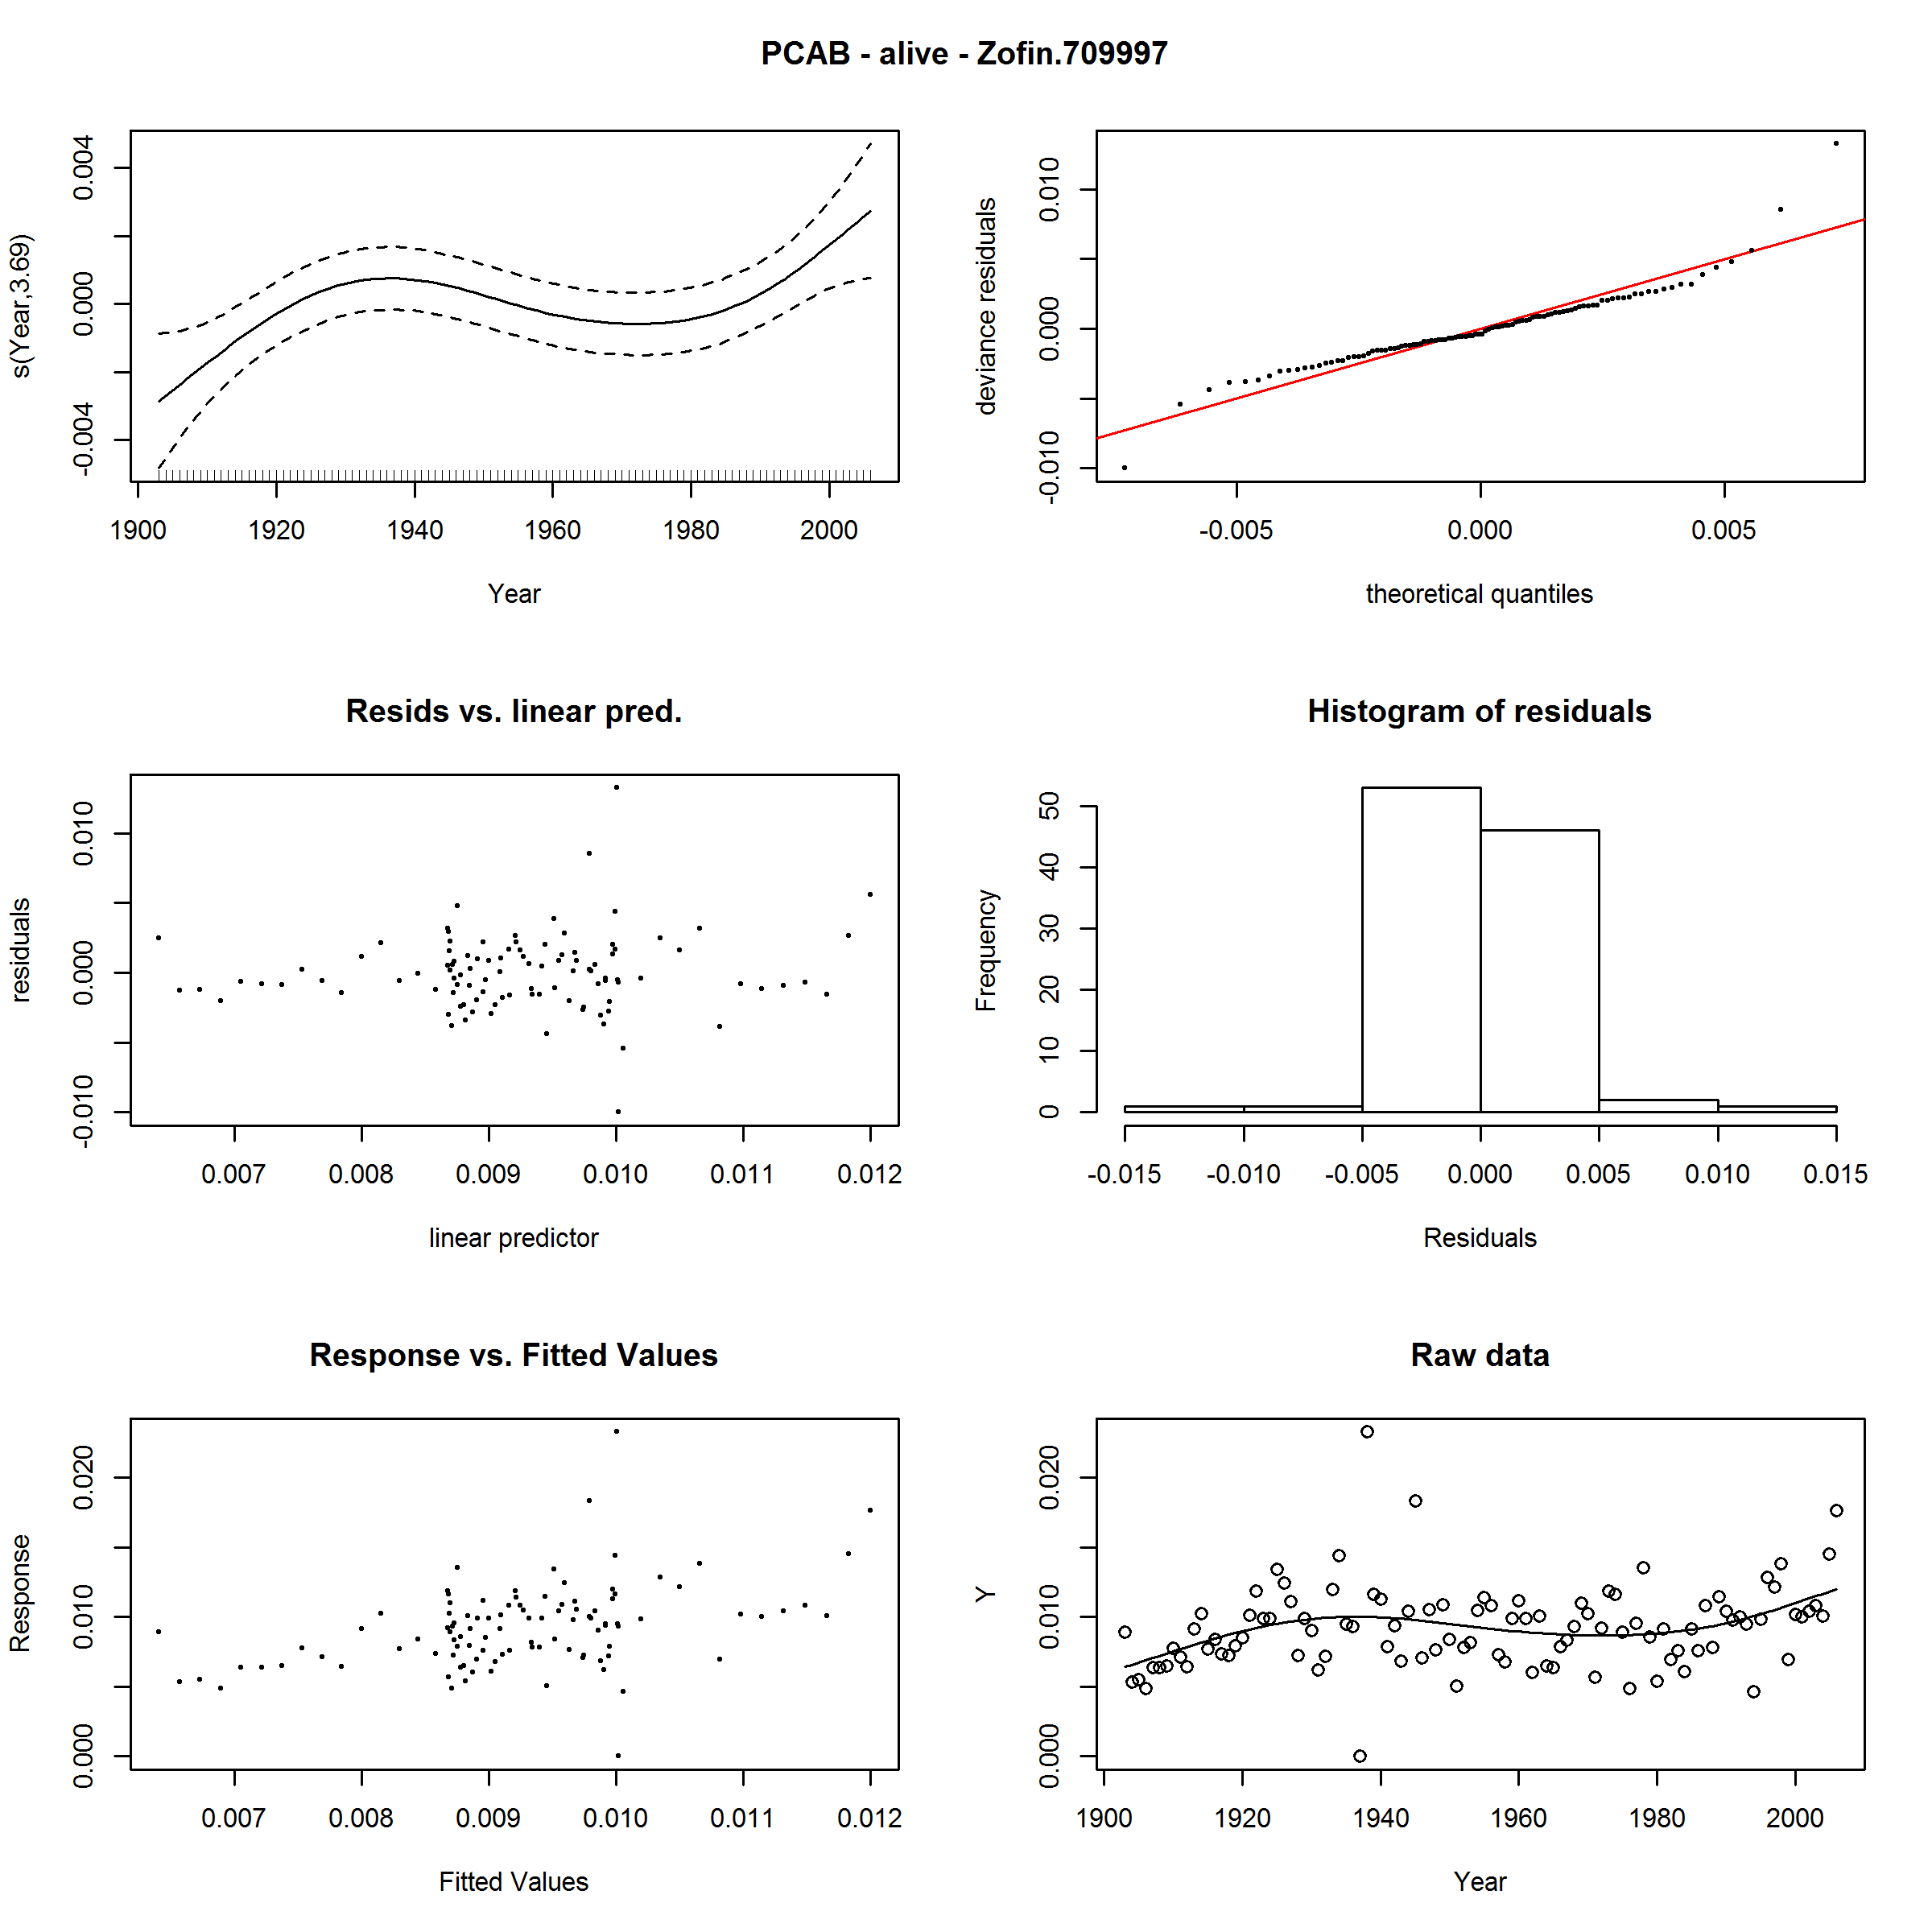 PCAB - alive - Zofin.709997
s(Year,3.69)
-0.004 0.000 0.004
1900 1920 1940 1960 1980 2000
Year
deviance residuals
-0.010 0.000 0.010
-0.005 0.000 0.005
theoretical quantiles
Resids vs. linear pred.
residuals
-0.010 0.000 0.010
0.007 0.008 0.009 0.010 0.011 0.012
linear predictor
Histogram of residuals
Frequency
0 10 20 30 40 50
-0.015 -0.010 -0.005 0.000 0.005 0.010 0.015
Residuals
Response vs. Fitted Values
Response
0.000 0.010 0.020
0.007 0.008 0.009 0.010 0.011 0.012
Fitted Values
Raw data
Y
0.000 0.010 0.020
1900 1920 1940 1960 1980 2000
Year